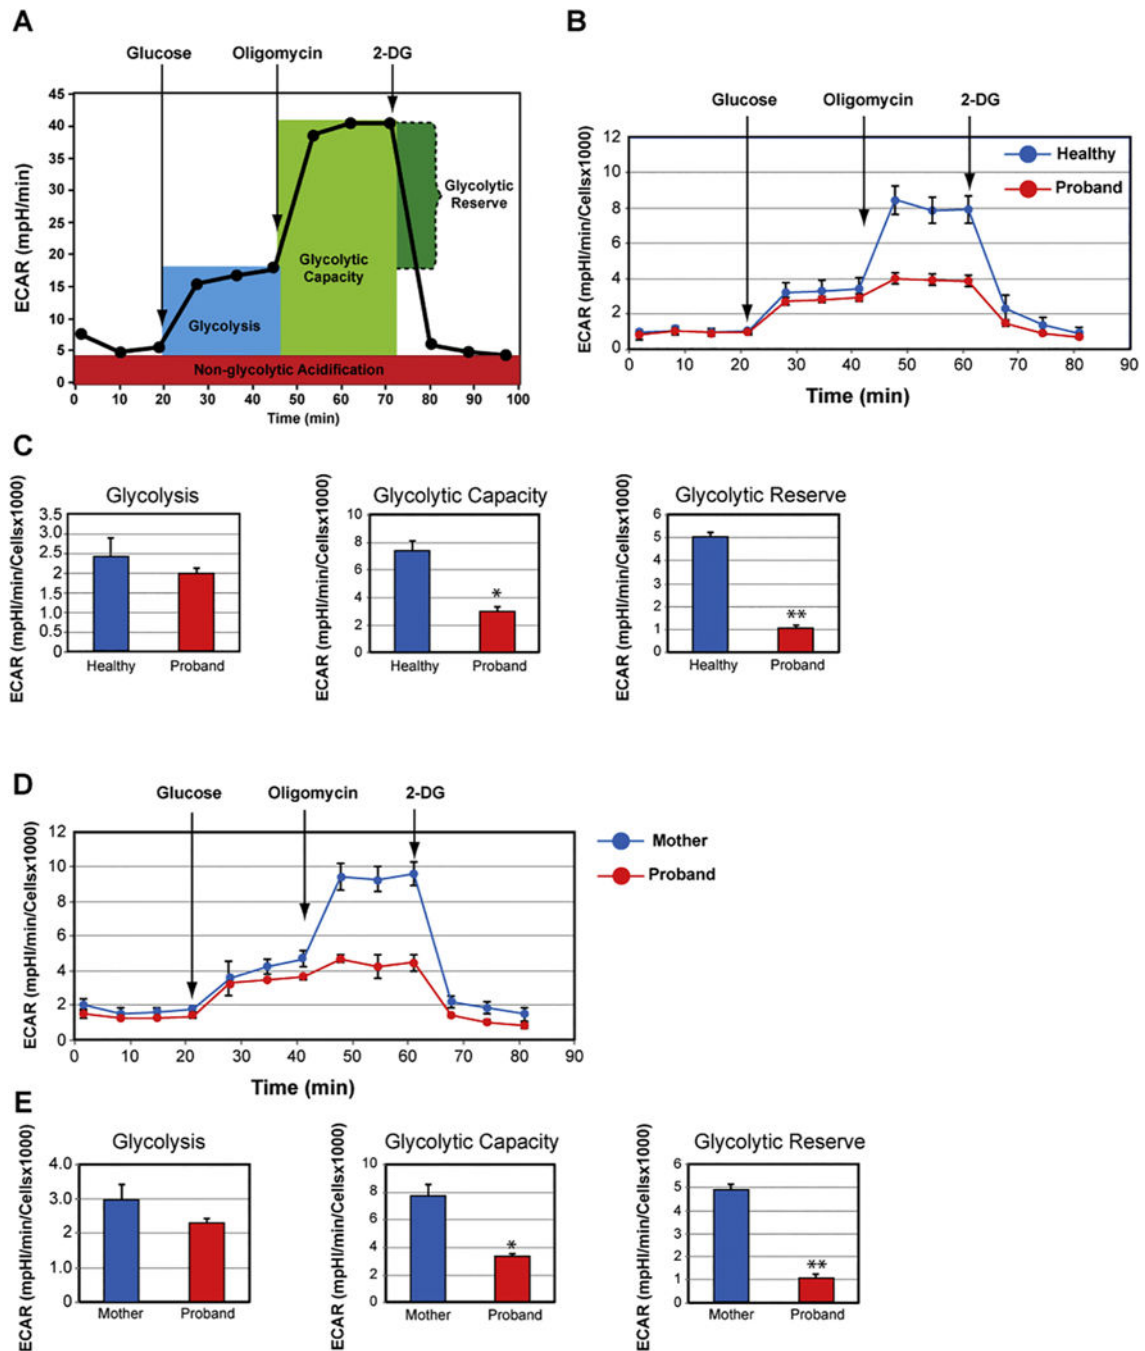 A
Glucose Oligomycin 2-DG
ECAR (mpH/min)
45
40
35
30
25
20
15
10
5
0
Glycolytic
Reserve
Glycolytic
Capacity
Glycolysis
Non-glycolytic Acidification
0 10 20 30 40 50 60 70 80 90 100
Time (min)
B
Glucose Oligomycin 2-DG
ECAR (mpHI/min/Cellsx1000)
12
10
8
6
4
2
0
Healthy
Proband
0 10 20 30 40 50 60 70 80 90
Time (min)
C
Glycolysis
ECAR (mpHI/min/Cellsx1000)
3.5
3.0
2.5
2
1.5
1.0
0.5
0
Healthy Proband
Glycolytic Capacity
ECAR (mpHI/min/Cellsx1000)
10
8
6
4
2
0
*
Healthy Proband
Glycolytic Reserve
ECAR (mpHI/min/Cellsx1000)
6
5
4
3
2
1
0
**
Healthy Proband
D
Glucose Oligomycin 2-DG
ECAR (mpHI/min/Cellsx1000)
12
10
8
6
4
2
0
Mother
Proband
0 10 20 30 40 50 60 70 80 90
Time (min)
E
Glycolysis
ECAR (mpHI/min/Cellsx1000)
4.0
3.0
2
1.0
0
Mother Proband
Glycolytic Capacity
ECAR (mpHI/min/Cellsx1000)
10
8
6
4
2
0
*
Mother Proband
Glycolytic Reserve
ECAR (mpHI/min/Cellsx1000)
6
5
4
3
2
1
0
**
Mother Proband